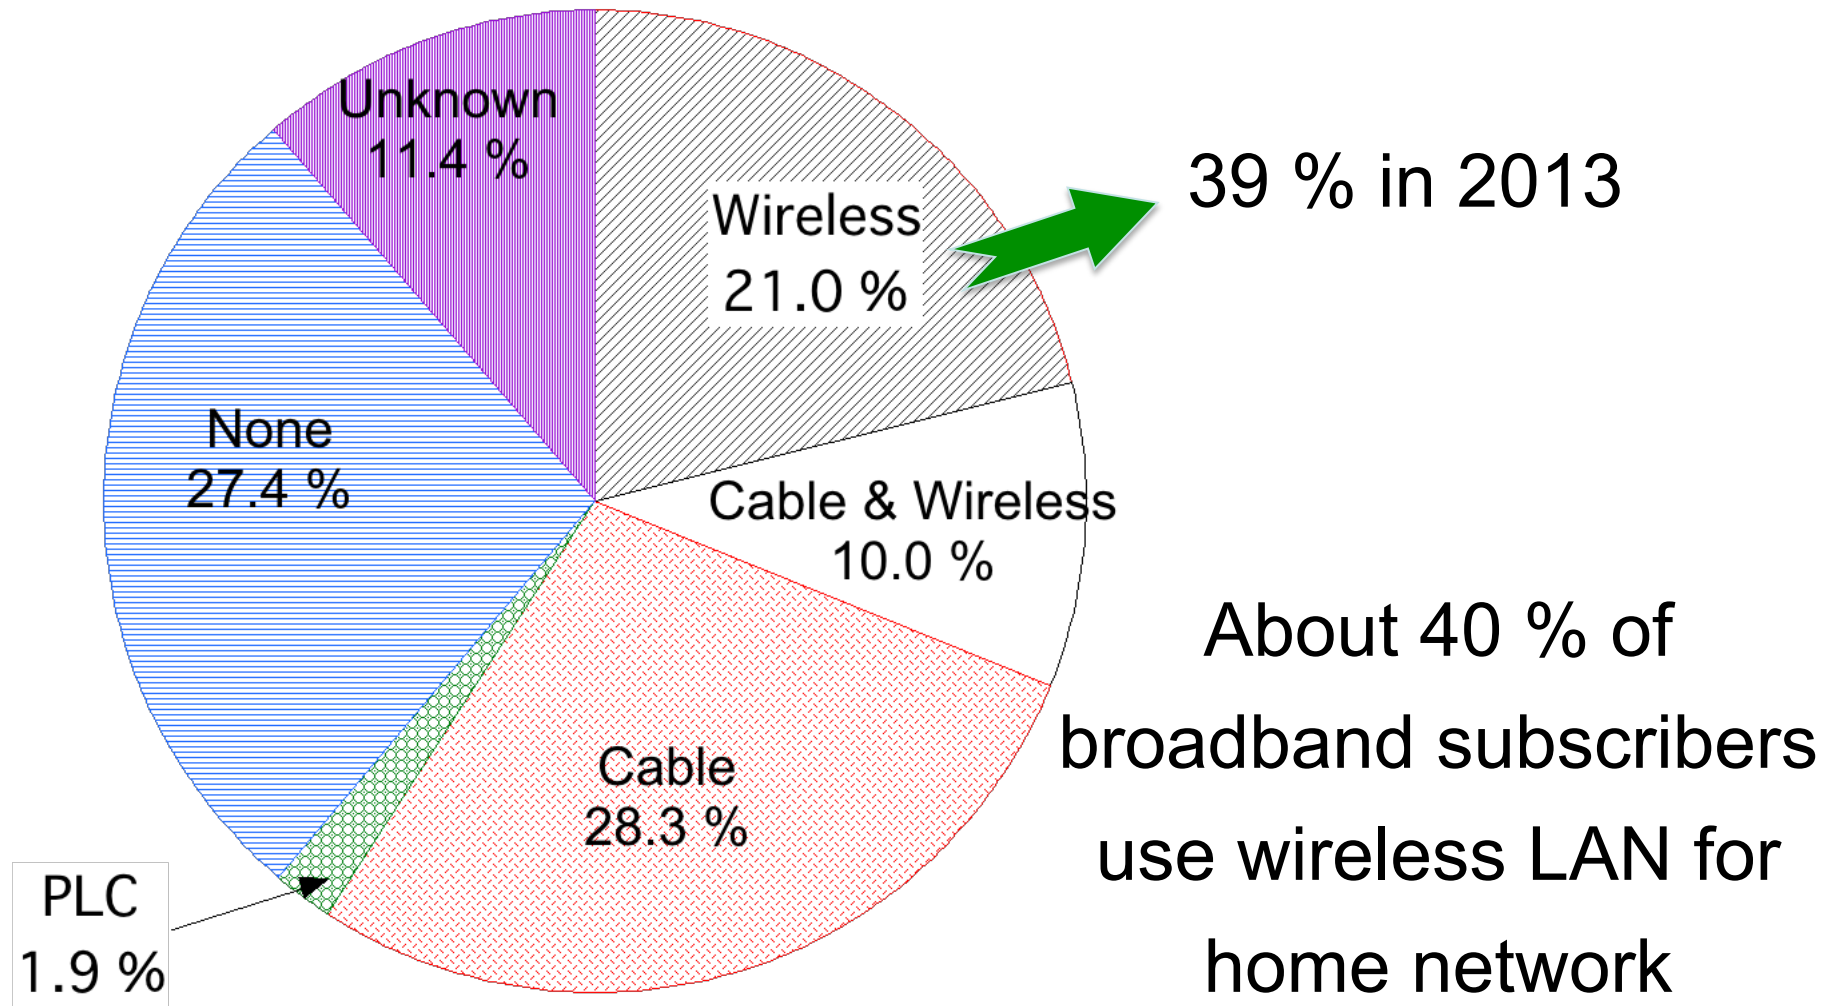 Unknown
11.4 %
Wireless
21.0 %
39 % in 2013
None
27.4 %
Cable & Wireless
10.0 %
Cable
28.3 %
PLC
1.9 %
About 40 % of
broadband subscribers
use wireless LAN for
home network